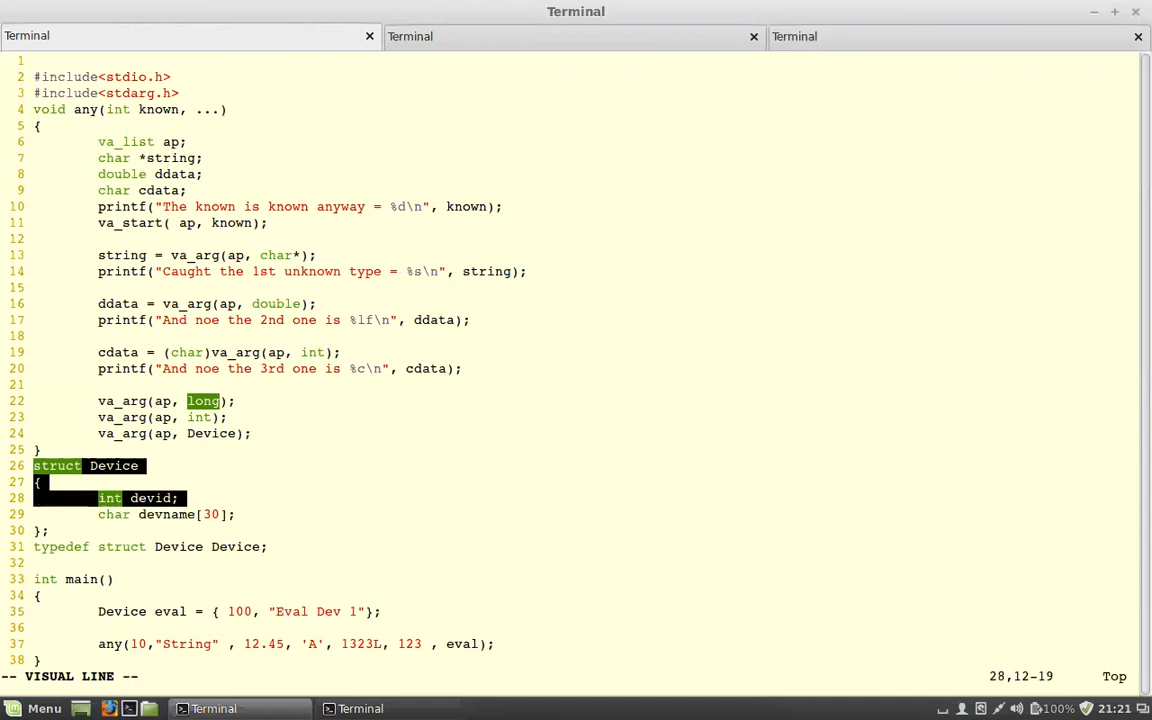 Terminal
Terminal
Terminal
Terminal
1
2 #include<stdio.h>
3 #include<stdarg.h>
4 void any(int known, ...)
5 {
6 va_list ap;
7 char *string;
8 double ddata;
9 char cdata;
10 printf("The known is known anyway = %d\n", known);
11 va_start( ap, known);
12
13 string = va_arg(ap, char*);
14 printf("Caught the 1st unknown type = %s\n", string);
15
16 ddata = va_arg(ap, double);
17 printf("And noe the 2nd one is %lf\n", ddata);
18
19 cdata = (char)va_arg(ap, int);
20 printf("And noe the 3rd one is %c\n", cdata);
21
22 va_arg(ap, long);
23 va_arg(ap, int);
24 va_arg(ap, Device);
25 }
26 struct Device
27 {
28 int devid;
29 char devname[30];
30 };
31 typedef struct Device Device;
32
33 int main()
34 {
35 Device eval = { 100, "Eval Dev 1"};
36
37 any(10,"String" , 12.45, 'A', 1323L, 123 , eval);
38 }
-- VISUAL LINE -- 28,12-19 Top
Menu Terminal Terminal 100% 21:21